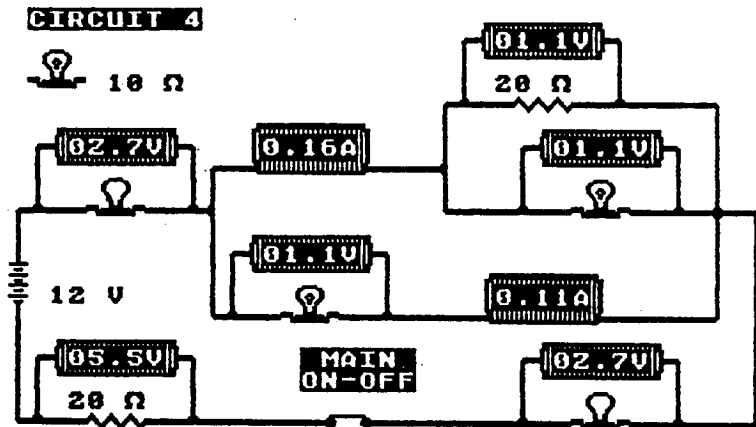 CIRCUIT 4
01.1V
10 Ω
20 Ω
02.7V
0.16A
01.1V
01.1V
12 V
0.11A
05.5V
MAIN
ON-OFF
02.7V
20 Ω